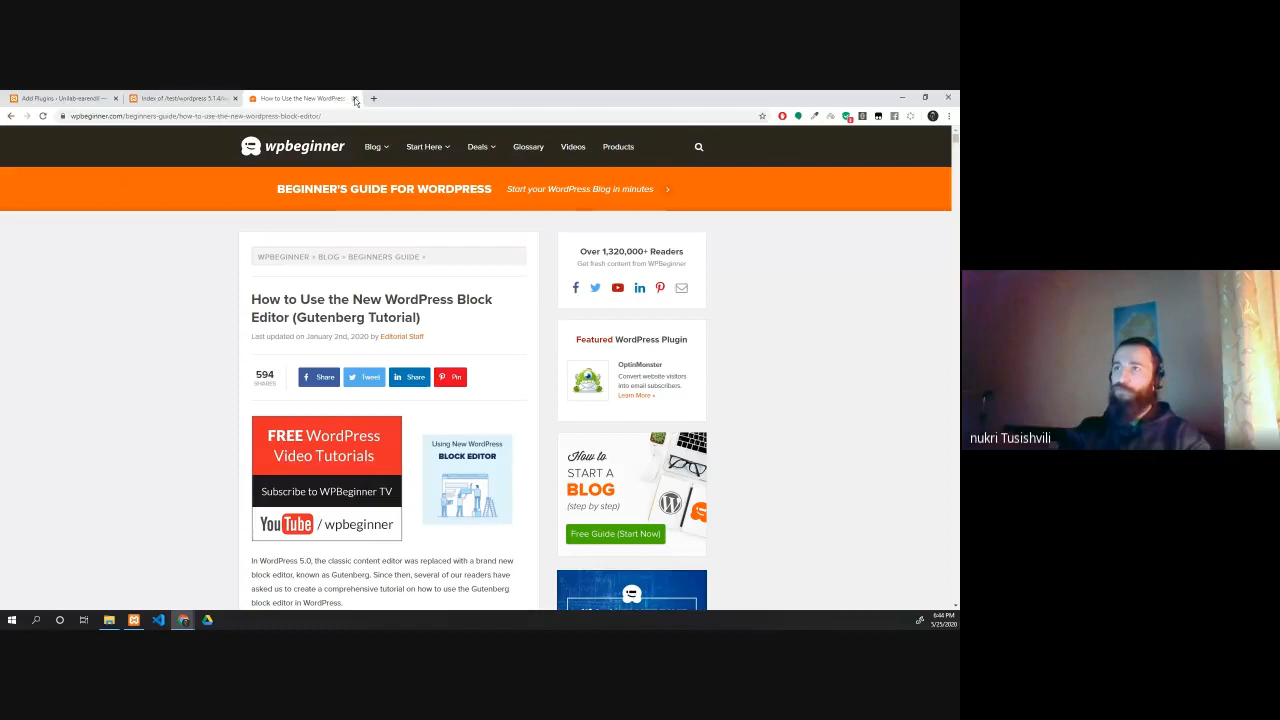 Add Plugins ‹ Unilab-earendil —
Index of /test/wordpress 5.1.4/w
How to Use the New WordPress
wpbeginner.com/beginners-guide/how-to-use-the-new-wordpress-block-editor/
wpbeginner
Blog
Start Here
Deals
Glossary
Videos
Products
BEGINNER'S GUIDE FOR WORDPRESS
Start your WordPress Blog in minutes
WPBEGINNER » BLOG » BEGINNERS GUIDE »
How to Use the New WordPress Block
Editor (Gutenberg Tutorial)
Last updated on January 2nd, 2020 by Editorial Staff
594
SHARES
Share
Tweet
Share
Pin
FREE WordPress
Video Tutorials
Subscribe to WPBeginner TV
YouTube / wpbeginner
Using New WordPress
BLOCK EDITOR
In WordPress 5.0, the classic content editor was replaced with a brand new
block editor, known as Gutenberg. Since then, several of our readers have
asked us to create a comprehensive tutorial on how to use the Gutenberg
block editor in WordPress.
Over 1,320,000+ Readers
Get fresh content from WPBeginner
Featured WordPress Plugin
OptinMonster
Convert website visitors
into email subscribers.
Learn More »
How to
START A
BLOG
(step by step)
Free Guide (Start Now)
nukri Tusishvili
6:44 PM
5/25/2020